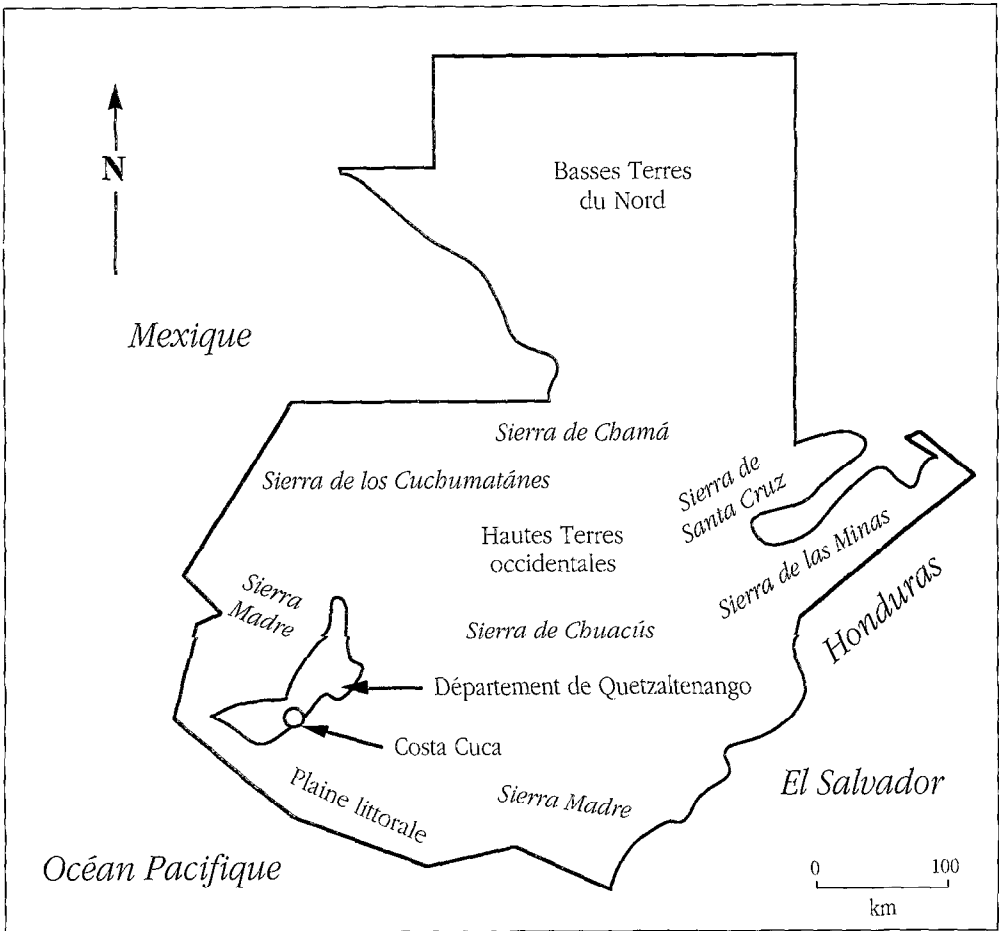 Basses Terres
du Nord
N
Mexique
Sierra de Chamá
Sierra de los Cuchumatánes
Sierra de
Santa Cruz
Hautes Terres
occidentales
Sierra de las Minas
Honduras
Sierra
Madre
Sierra de Chuacús
Département de Quetzaltenango
Costa Cuca
Plaine littorale
Sierra Madre
El Salvador
Océan Pacifique
0 100
km